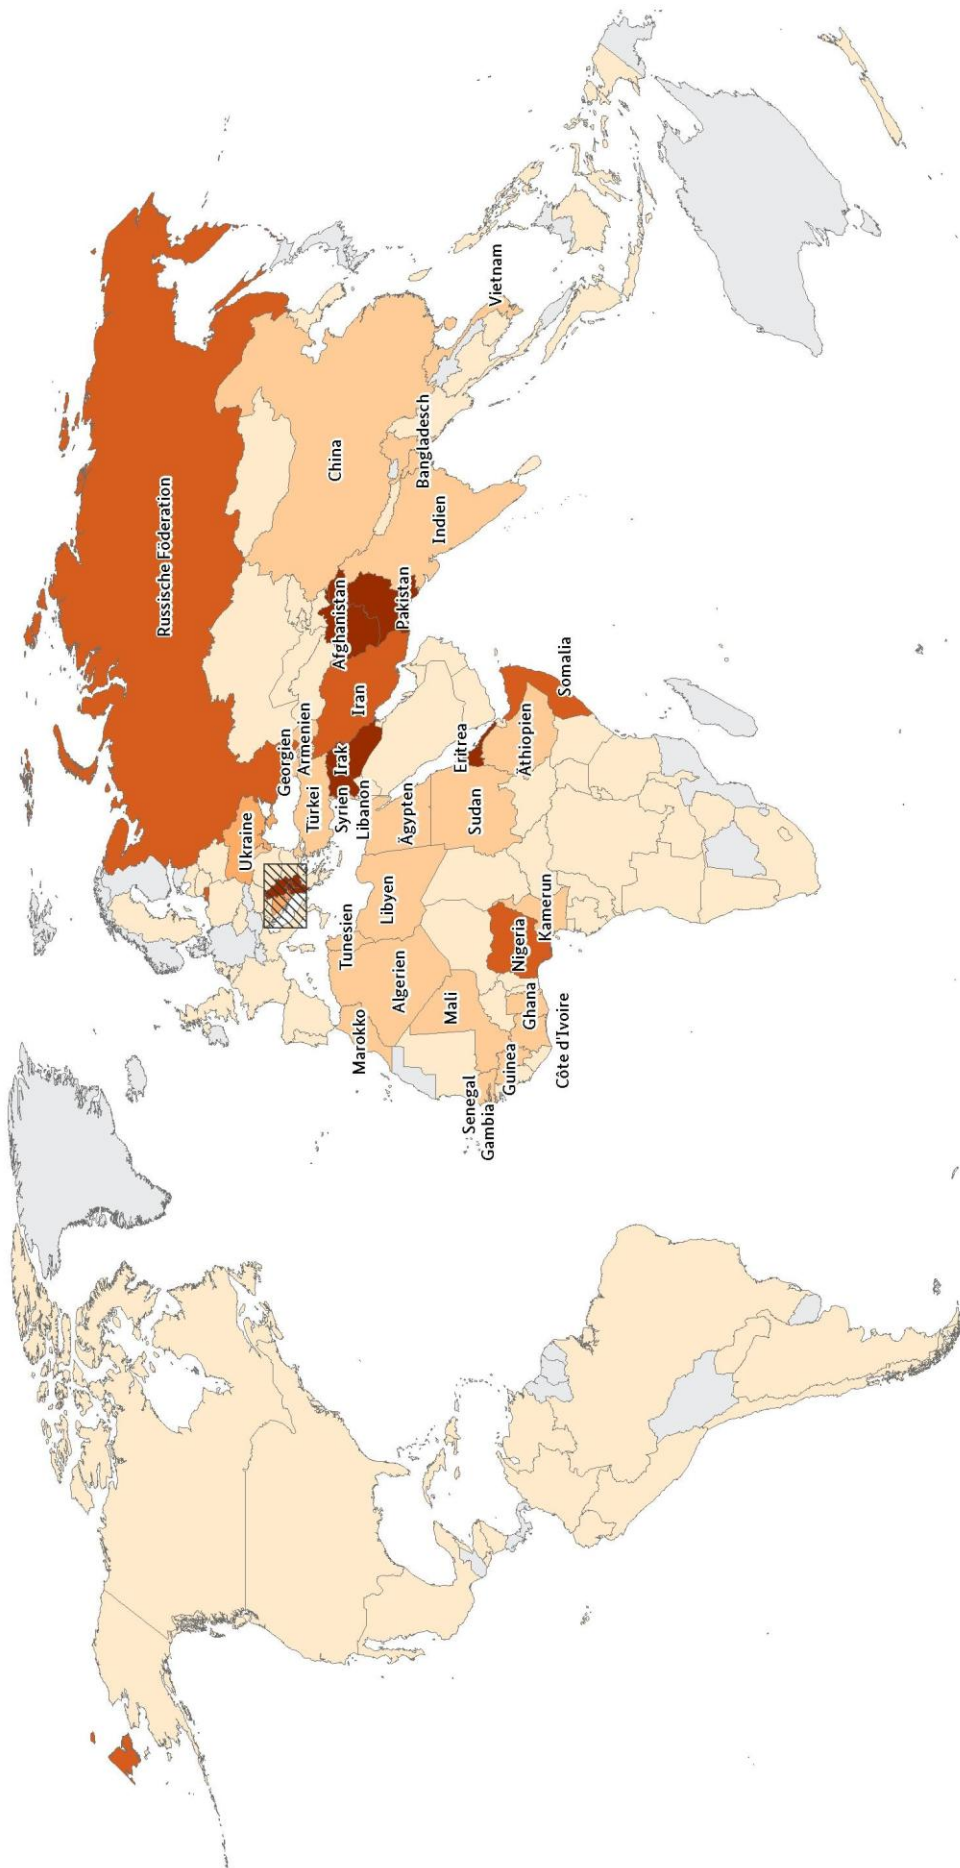 Russische Föderation
Ukraine
Georgien
Armenien
Türkei
Syrien
Irak
Iran
Libanon
Afghanistan
Pakistan
China
Indien
Bangladesch
Vietnam
Marokko
Tunesien
Algerien
Libyen
Ägypten
Mali
Sudan
Eritrea
Äthiopien
Somalia
Senegal
Gambia
Guinea
Ghana
Côte d'Ivoire
Nigeria
Kamerun